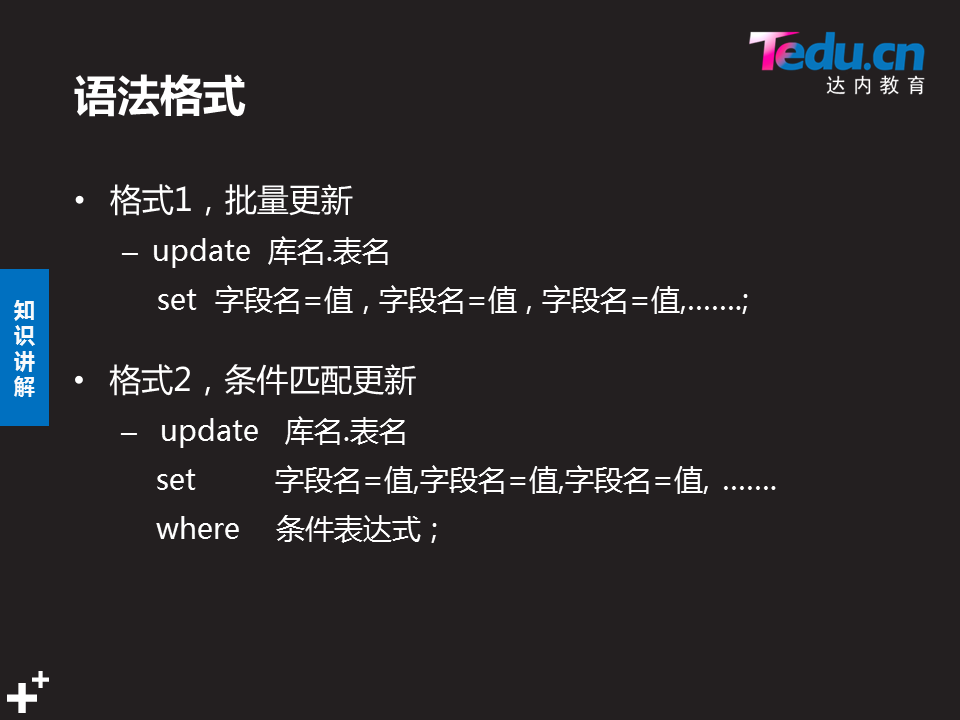 Tedu.cn
达内教育
语法格式
• 格式1，批量更新
– update 库名.表名
set 字段名=值 , 字段名=值 , 字段名=值,…….;
知识讲解
• 格式2，条件匹配更新
– update 库名.表名
set 字段名=值,字段名=值,字段名=值, …….
where 条件表达式；